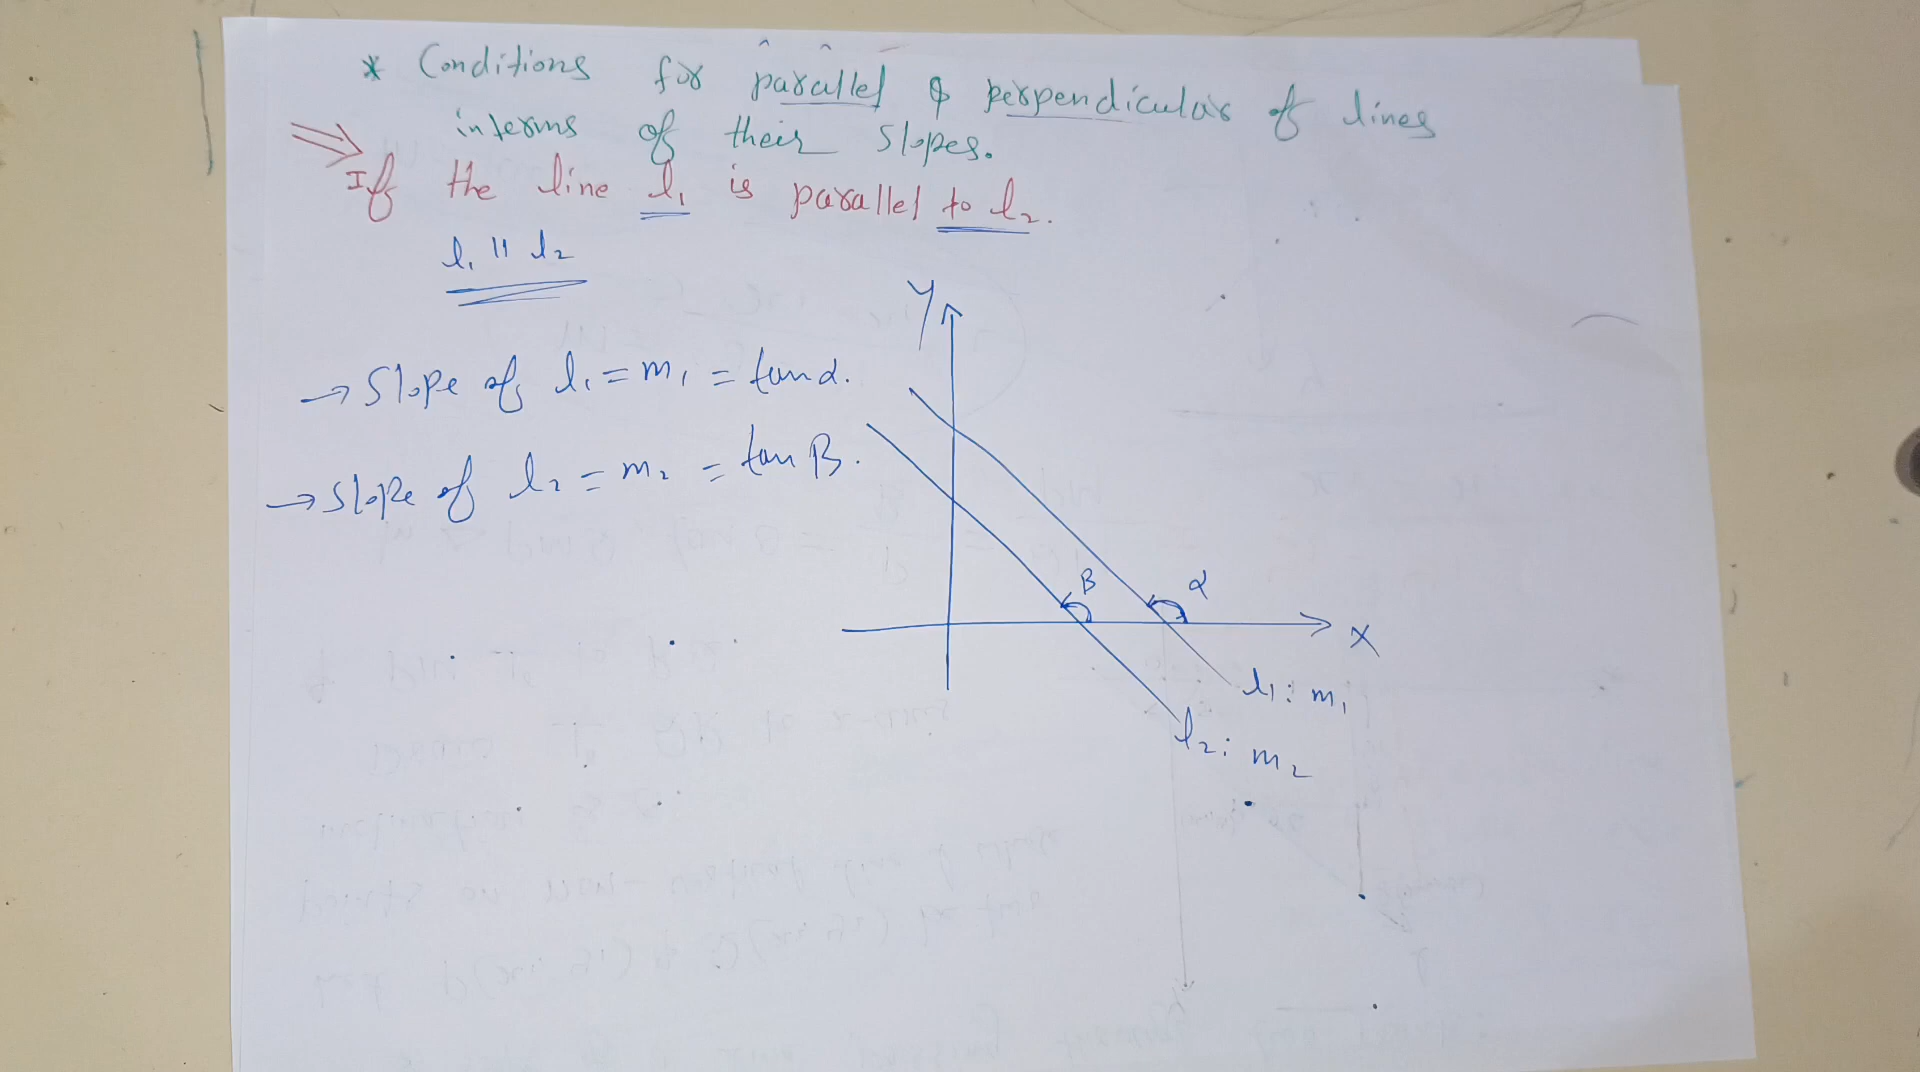 * Conditions for parallel & perpendicular of lines
interms of their Slopes.
If the line l₁ is parallel to l₂.
l₁ || l₂
→ Slope of l₁ = m₁ = tan α.
→ Slope of l₂ = m₂ = tan β.
Y
β
α
X
l₁ : m₁
l₂ : m₂